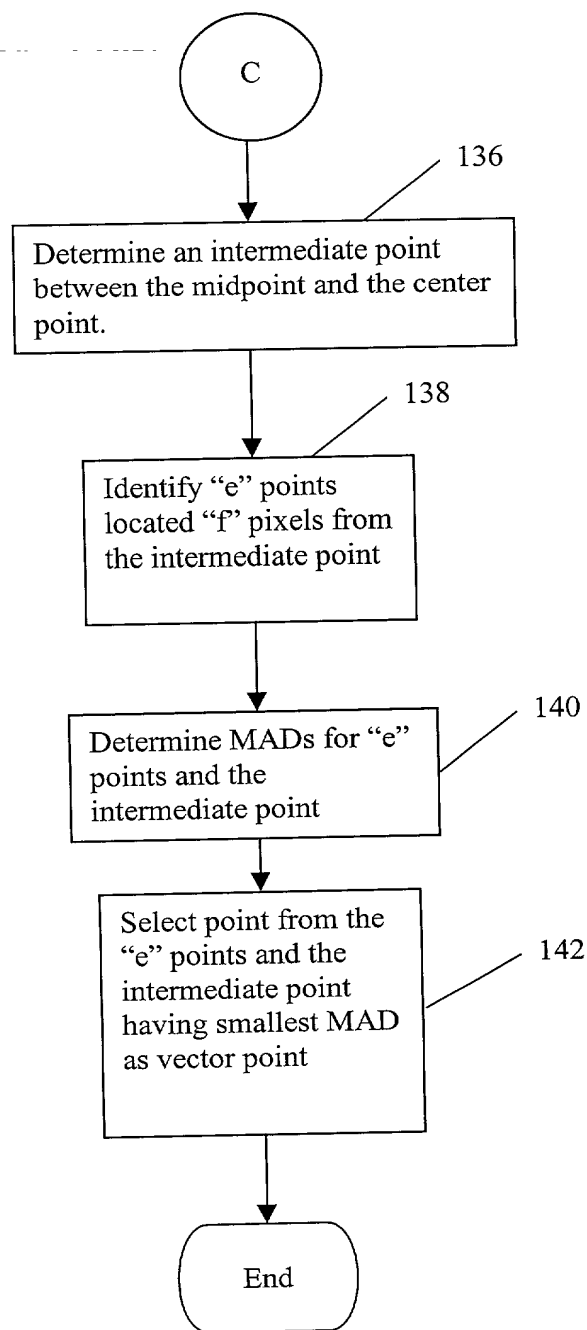 C
136
Determine an intermediate point
between the midpoint and the center
point.
138
Identify “e” points
located “f” pixels from
the intermediate point
140
Determine MADs for “e”
points and the
intermediate point
142
Select point from the
“e” points and the
intermediate point
having smallest MAD
as vector point
End